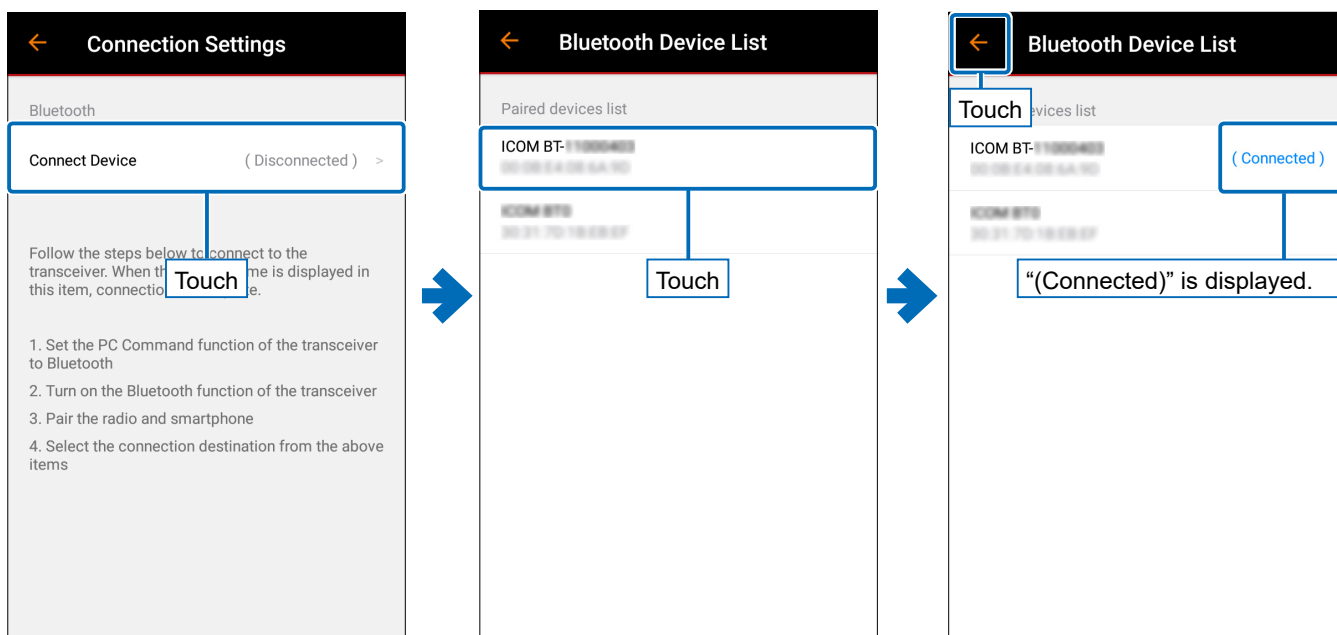 Connection Settings
Bluetooth
Connect Device ( Disconnected ) >
Follow the steps below to connect to the
transceiver. When th me is displayed in
this item, connectio e.
Touch
1. Set the PC Command function of the transceiver
to Bluetooth
2. Turn on the Bluetooth function of the transceiver
3. Pair the radio and smartphone
4. Select the connection destination from the above
items
Bluetooth Device List
Paired devices list
ICOM BT-
Touch
Bluetooth Device List
Touch
evices list
ICOM BT-
( Connected )
“(Connected)” is displayed.